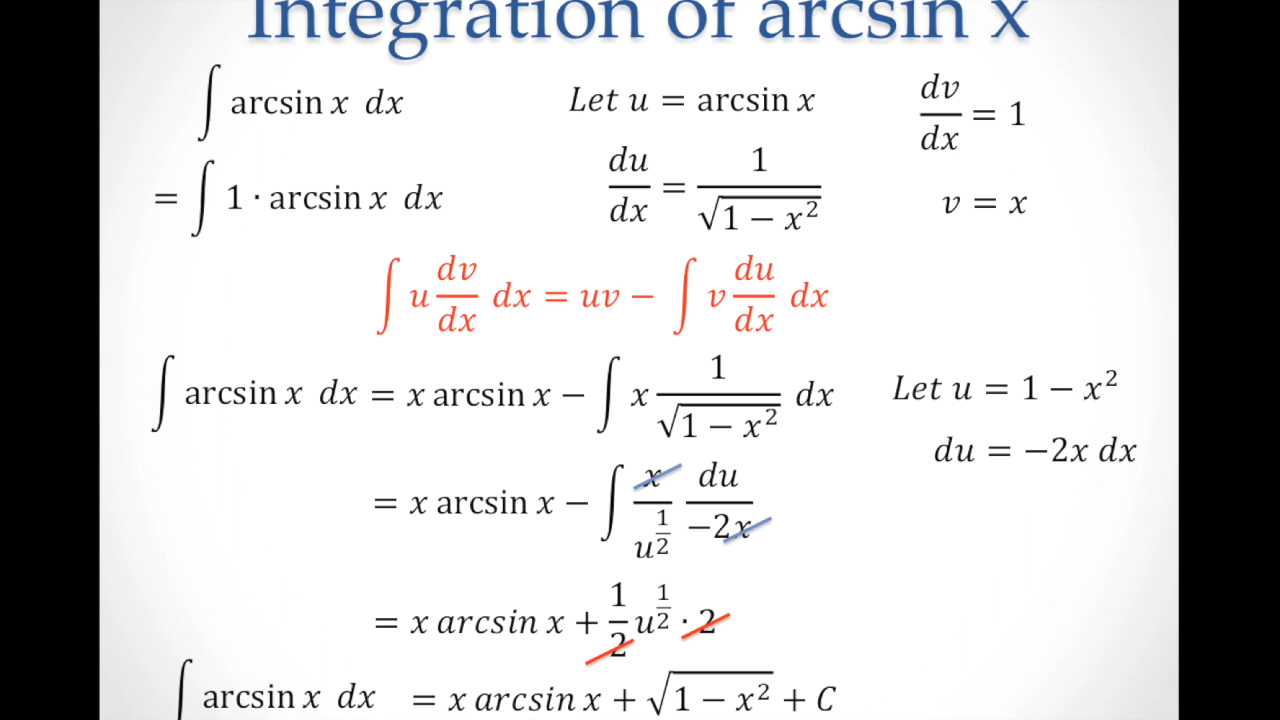 Integration of arcsin x
∫ arcsin x dx
Let u = arcsin x
dv/dx = 1
= ∫ 1 · arcsin x dx
du/dx = 1/√(1 − x²)
v = x
∫ u dv/dx dx = uv − ∫ v du/dx dx
∫ arcsin x dx = x arcsin x − ∫ x 1/√(1 − x²) dx
Let u = 1 − x²
du = −2x dx
= x arcsin x − ∫ x/u^(1/2) du/(−2x)
= x arcsin x + 1/2 u^(1/2) · 2
∫ arcsin x dx = x arcsin x + √(1 − x²) + C